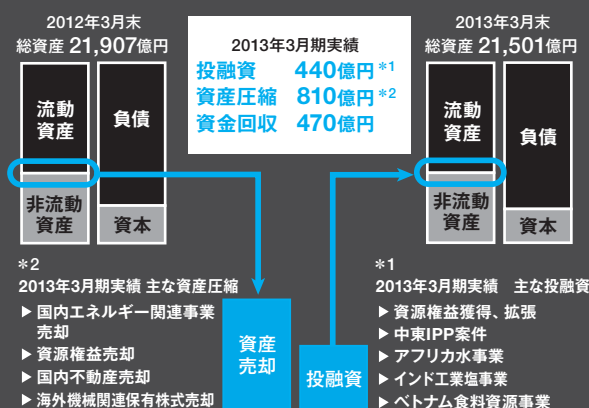 2012年3月末
総資産 21,907億円
流動
資産
負債
非流動
資産
資本
2013年3月期実績
投融資 440億円*1
資産圧縮 810億円*2
資金回収 470億円
2013年3月末
総資産 21,501億円
流動
資産
負債
非流動
資産
資本
*2
2013年3月期実績 主な資産圧縮
▶国内エネルギー関連事業
売却
▶資源権益売却
▶国内不動産売却
▶海外機械関連保有株式売却
資産
売却
投融資
*1
2013年3月期実績 主な投融資
▶資源権益獲得、拡張
▶中東IPP案件
▶アフリカ水事業
▶インド工業塩事業
▶ベトナム食料資源事業